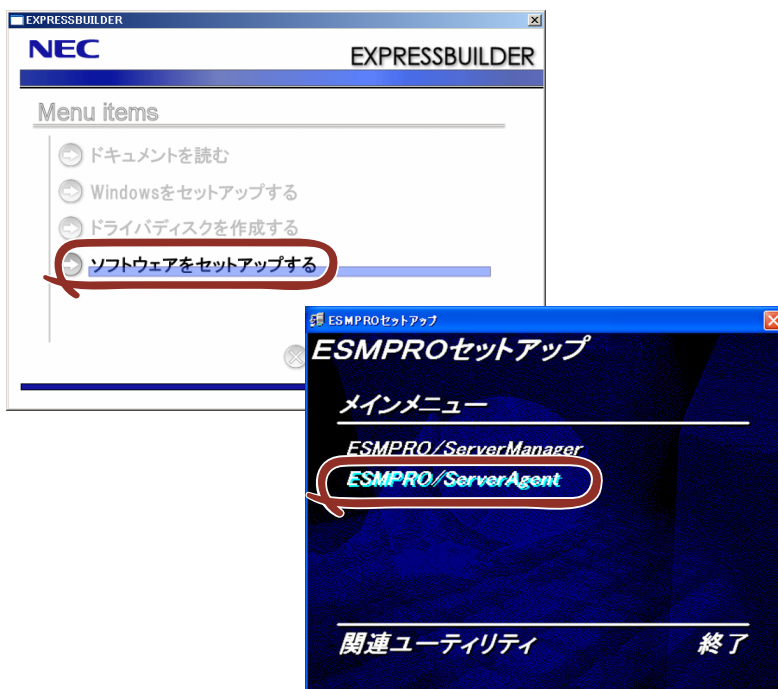 EXPRESSBUILDER
NEC
EXPRESSBUILDER
Menu items
ドキュメントを読む
Windowsをセットアップする
ドライバディスクを作成する
ソフトウェアをセットアップする
ESMPROセットアップ
ESMPROセットアップ
メインメニュー
ESMPRO/ServerManager
ESMPRO/ServerAgent
関連ユーティリティ
終了